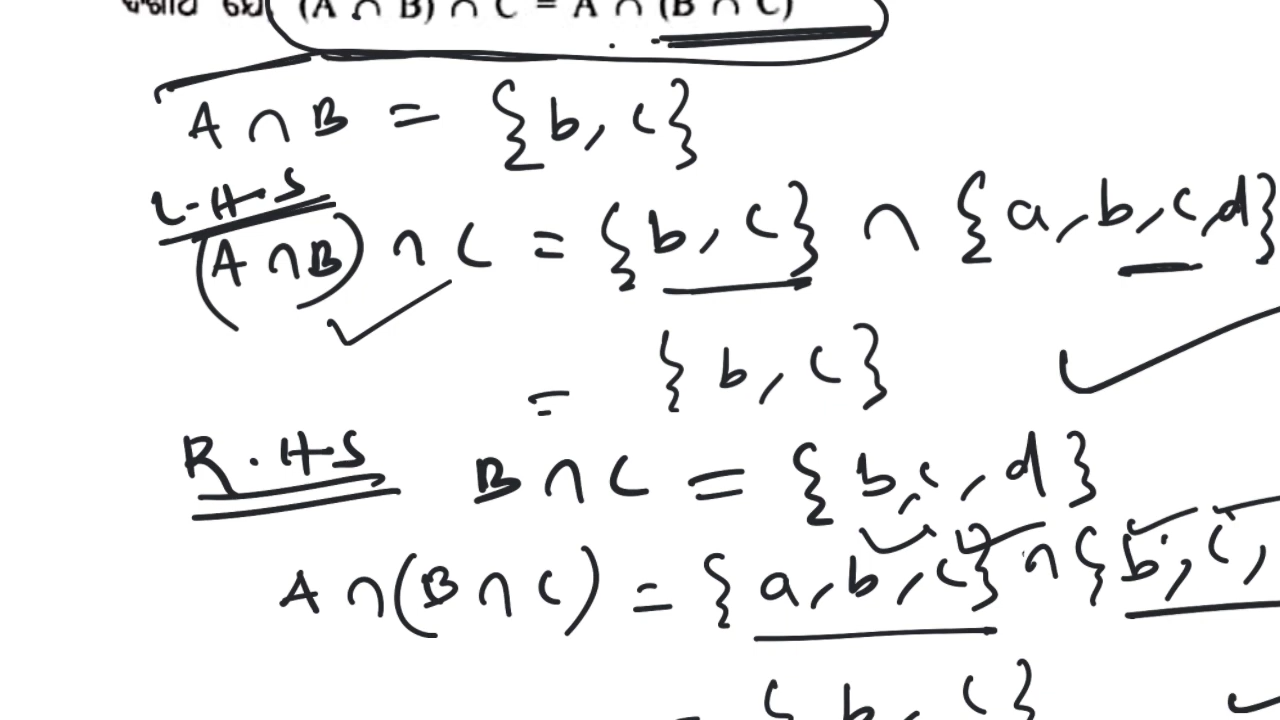 (A ∩ B) ∩ C = A ∩ (B ∩ C)
A ∩ B = {b, c}
L.H.S
(A ∩ B) ∩ C = {b, c} ∩ {a, b, c, d}
= {b, c}
R.H.S B ∩ C = {b, c, d}
A ∩ (B ∩ C) = {a, b, c} ∩ {b, c,
= {b, c}